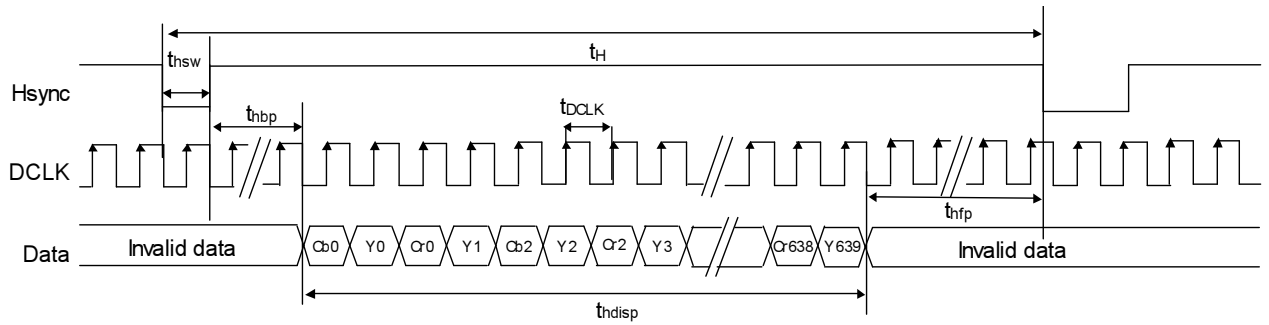 tH
thsw
Hsync
thbp
tDCLK
DCLK
thfp
Data
Invalid data
Cb0
Y0
Cr0
Y1
Cb2
Y2
Cr2
Y3
Cr638
Y639
Invalid data
thdisp